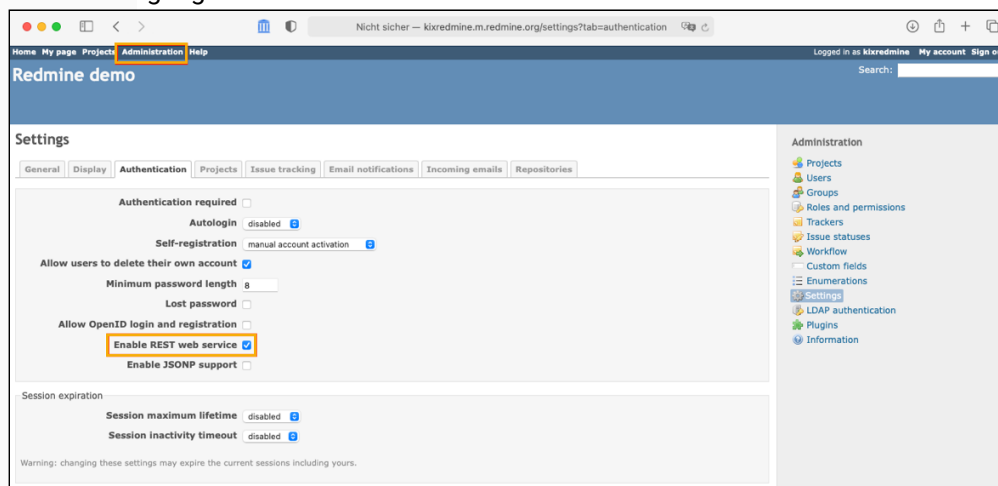 Nicht sicher — kixredmine.m.redmine.org/settings?tab=authentication
Home My page Projects Administration Help
Logged in as kixredmine My account Sign
Redmine demo
Search:
Settings
General Display Authentication Projects Issue tracking Email notifications Incoming emails Repositories
Authentication required
Autologin disabled
Self-registration manual account activation
Allow users to delete their own account
Minimum password length 8
Lost password
Allow OpenID login and registration
Enable REST web service
Enable JSONP support
Session expiration
Session maximum lifetime disabled
Session inactivity timeout disabled
Warning: changing these settings may expire the current sessions including yours.
Administration
Projects
Users
Groups
Roles and permissions
Trackers
Issue statuses
Workflow
Custom fields
Enumerations
Settings
LDAP authentication
Plugins
Information